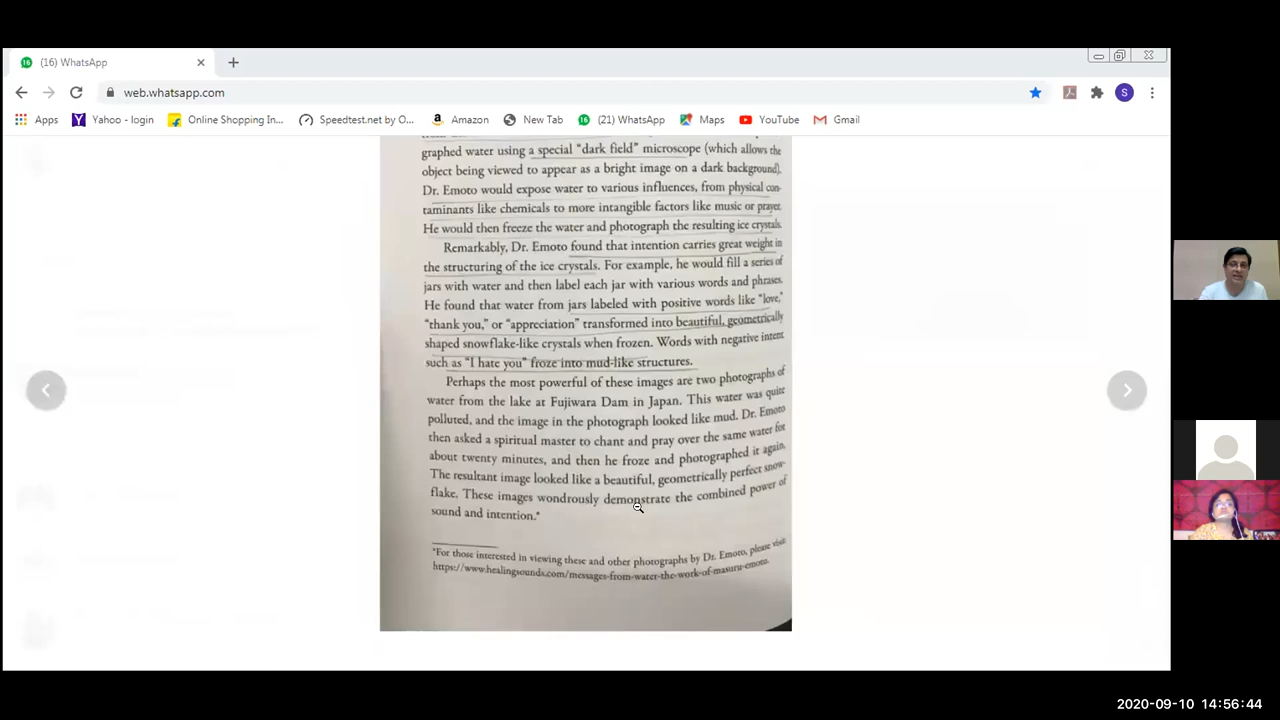 (16) WhatsApp
web.whatsapp.com
S
Apps
Yahoo - login
Online Shopping In...
Speedtest.net by O...
Amazon
New Tab
(21) WhatsApp
Maps
YouTube
Gmail
graphed water using a special "dark field" microscope (which allows the
object being viewed to appear as a bright image on a dark background).
Dr. Emoto would expose water to various influences, from physical con-
taminants like chemicals to more intangible factors like music or prayer.
He would then freeze the water and photograph the resulting ice crystals.
Remarkably, Dr. Emoto found that intention carries great weight in
the structuring of the ice crystals. For example, he would fill a series of
jars with water and then label each jar with various words and phrases.
He found that water from jars labeled with positive words like "love,"
"thank you," or "appreciation" transformed into beautiful, geometrically
shaped snowflake-like crystals when frozen. Words with negative intent
such as "I hate you" froze into mud-like structures.
Perhaps the most powerful of these images are two photographs of
water from the lake at Fujiwara Dam in Japan. This water was quite
polluted, and the image in the photograph looked like mud. Dr. Emoto
then asked a spiritual master to chant and pray over the same water for
about twenty minutes, and then he froze and photographed it again.
The resultant image looked like a beautiful, geometrically perfect snow-
flake. These images wondrously demonstrate the combined power of
sound and intention.*
*For those interested in viewing these and other photographs by Dr. Emoto, please visit
https://www.healingsounds.com/messages-from-water-the-work-of-masuru-emoto.
2020-09-10 14:56:44